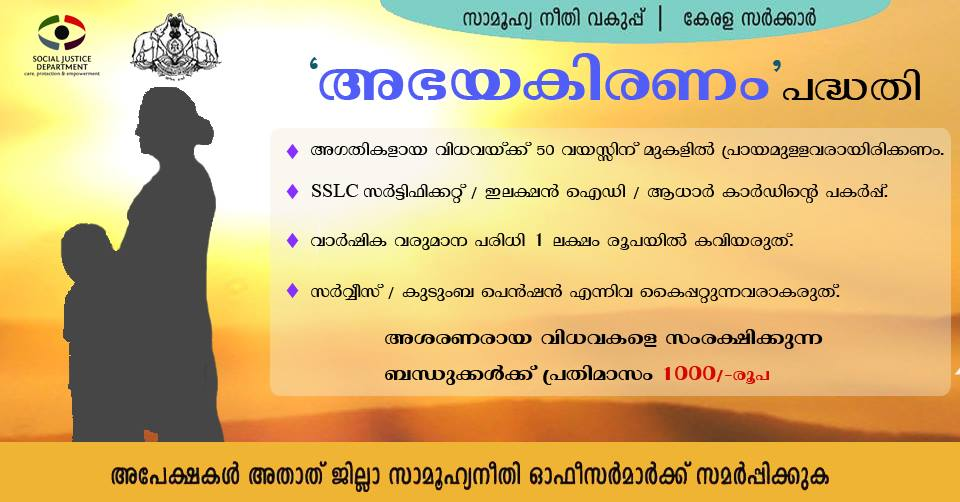 സാമൂഹ്യ നീതി വകുപ്പ് | കേരള സർക്കാർ
SOCIAL JUSTICE
DEPARTMENT
care, protection & empowerment
‘അഭയകിരണം’ പദ്ധതി
♦ അഗതികളായ വിധവയ്ക്ക് 50 വയസ്സിന് മുകളിൽ പ്രായമുളളവരായിരിക്കണം.
♦ SSLC സർട്ടിഫിക്കറ്റ് / ഇലക്ഷൻ ഐഡി / ആധാർ കാർഡിന്റെ പകർപ്പ്.
♦ വാർഷിക വരുമാന പരിധി 1 ലക്ഷം രൂപയിൽ കവിയരുത്.
♦ സർവ്വീസ് / കുടുംബ പെൻഷൻ എന്നിവ കൈപ്പറ്റുന്നവരാകരുത്.
അശരണരായ വിധവകളെ സംരക്ഷിക്കുന്ന
ബന്ധുക്കൾക്ക് പ്രതിമാസം 1000/-രൂപ
അപേക്ഷകൾ അതാത് ജില്ലാ സാമൂഹ്യനീതി ഓഫീസർമാർക്ക് സമർപ്പിക്കുക